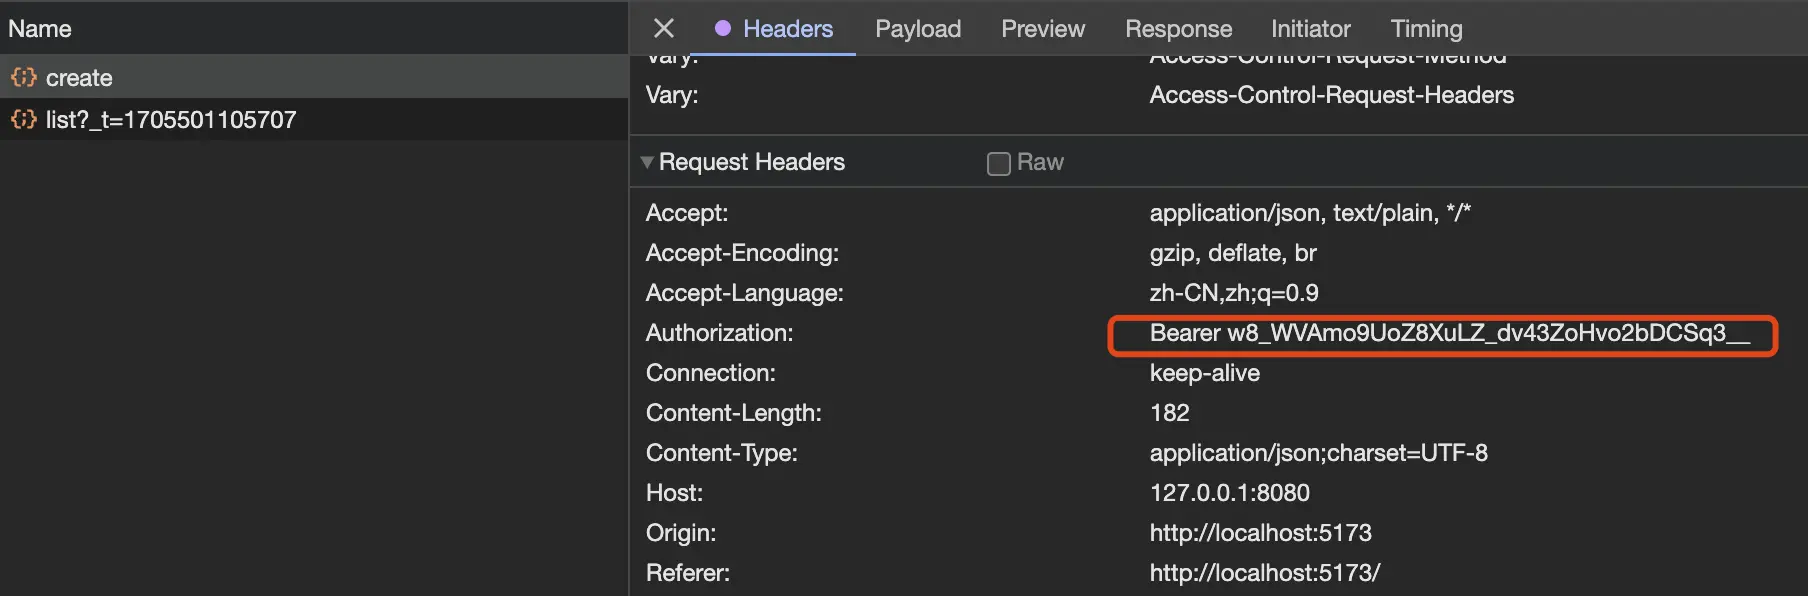 Name
create
list?_t=1705501105707
Headers Payload Preview Response Initiator Timing
Vary: Access-Control-Request-Method
Vary: Access-Control-Request-Headers
Request Headers Raw
Accept: application/json, text/plain, */*
Accept-Encoding: gzip, deflate, br
Accept-Language: zh-CN,zh;q=0.9
Authorization: Bearer w8_WVAmo9UoZ8XuLZ_dv43ZoHvo2bDCSq3__
Connection: keep-alive
Content-Length: 182
Content-Type: application/json;charset=UTF-8
Host: 127.0.0.1:8080
Origin: http://localhost:5173
Referer: http://localhost:5173/